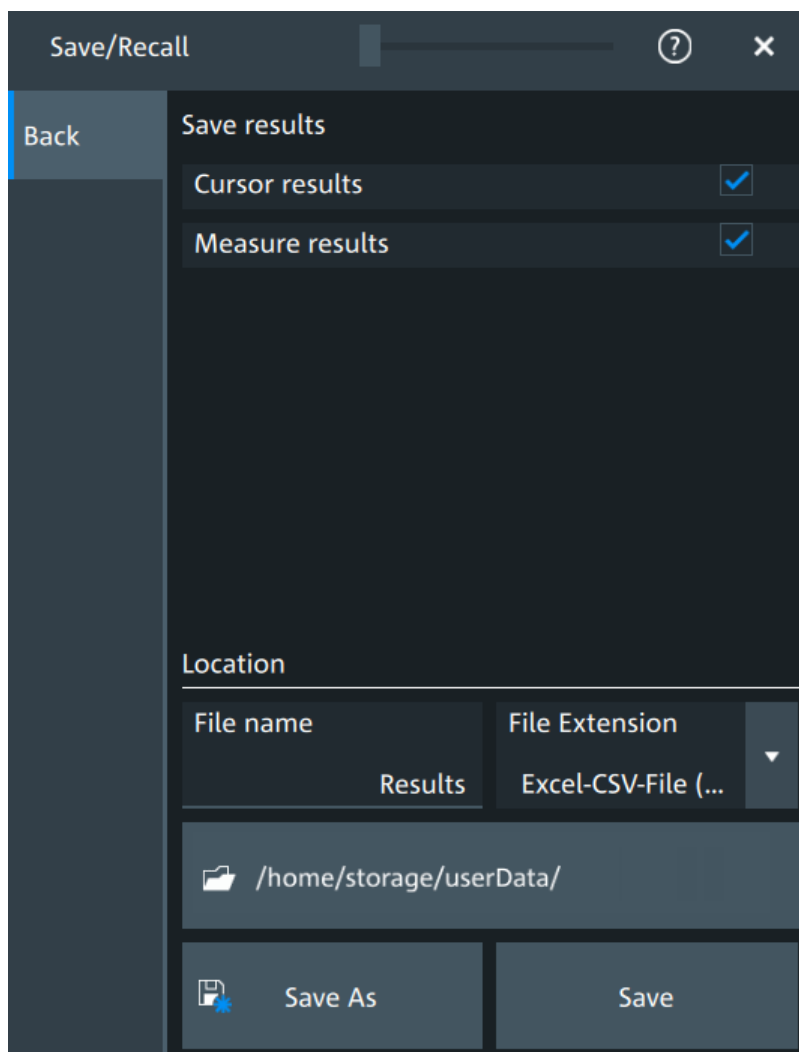 Save/Recall
?
Back
Save results
Cursor results
Measure results
Location
File name
File Extension
Results
Excel-CSV-File (...
/home/storage/userData/
Save As
Save